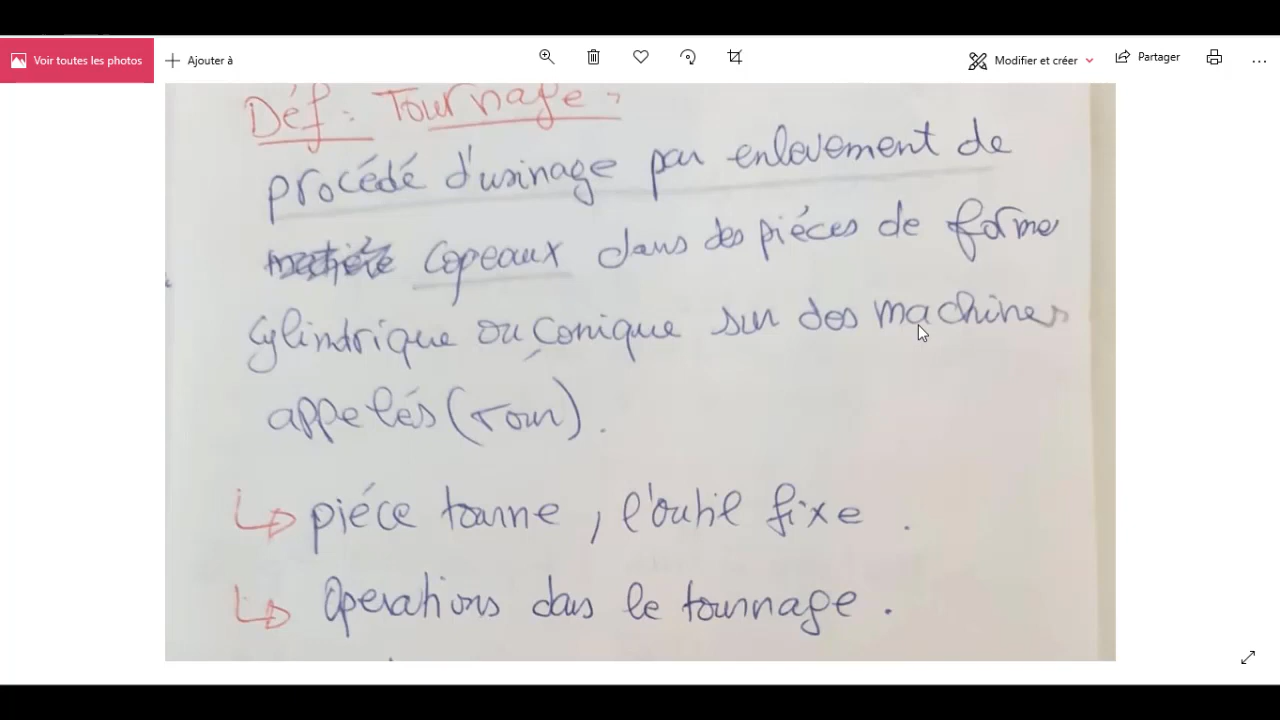 Voir toutes les photos
Ajouter à
Modifier et créer
Partager
Déf : Tournage :
procédé d'usinage par enlevement de
matière copeaux dans des piéces de forme
cylindrique ou conique sur des machines
appelés (Tour).
↳ piéce tourne, l'outil fixe.
↳ Operations dans le tournage.